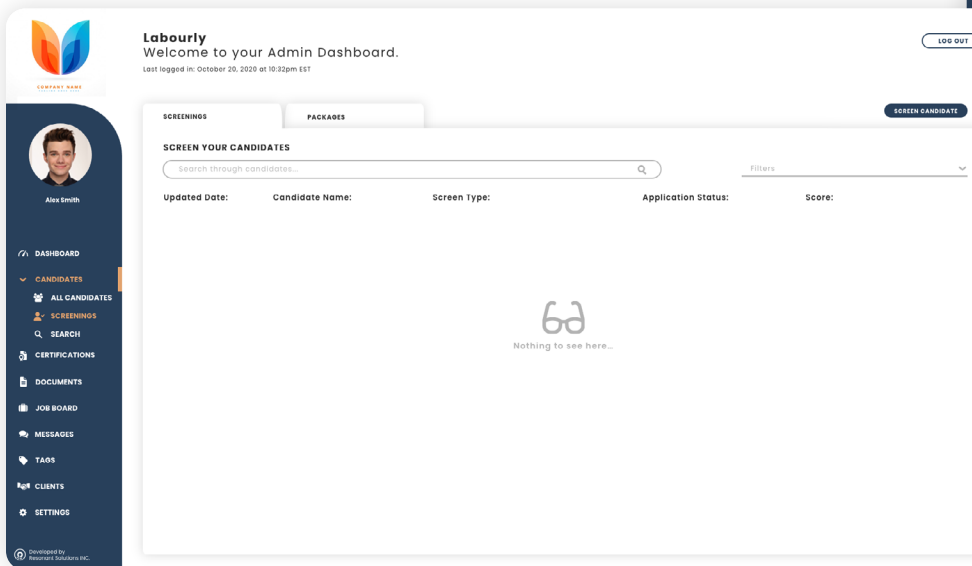 COMPANY NAME
Labourly
Welcome to your Admin Dashboard.
Last logged in: October 20, 2020 at 10:32pm EST
LOG OUT
Alex Smith
DASHBOARD
CANDIDATES
ALL CANDIDATES
SCREENINGS
SEARCH
CERTIFICATIONS
DOCUMENTS
JOB BOARD
MESSAGES
TAGS
CLIENTS
SETTINGS
Developed by
Resonant Solutions INC.
SCREENINGS
PACKAGES
SCREEN CANDIDATE
SCREEN YOUR CANDIDATES
Search through candidates...
Filters
Updated Date: Candidate Name: Screen Type: Application Status: Score:
Nothing to see here...